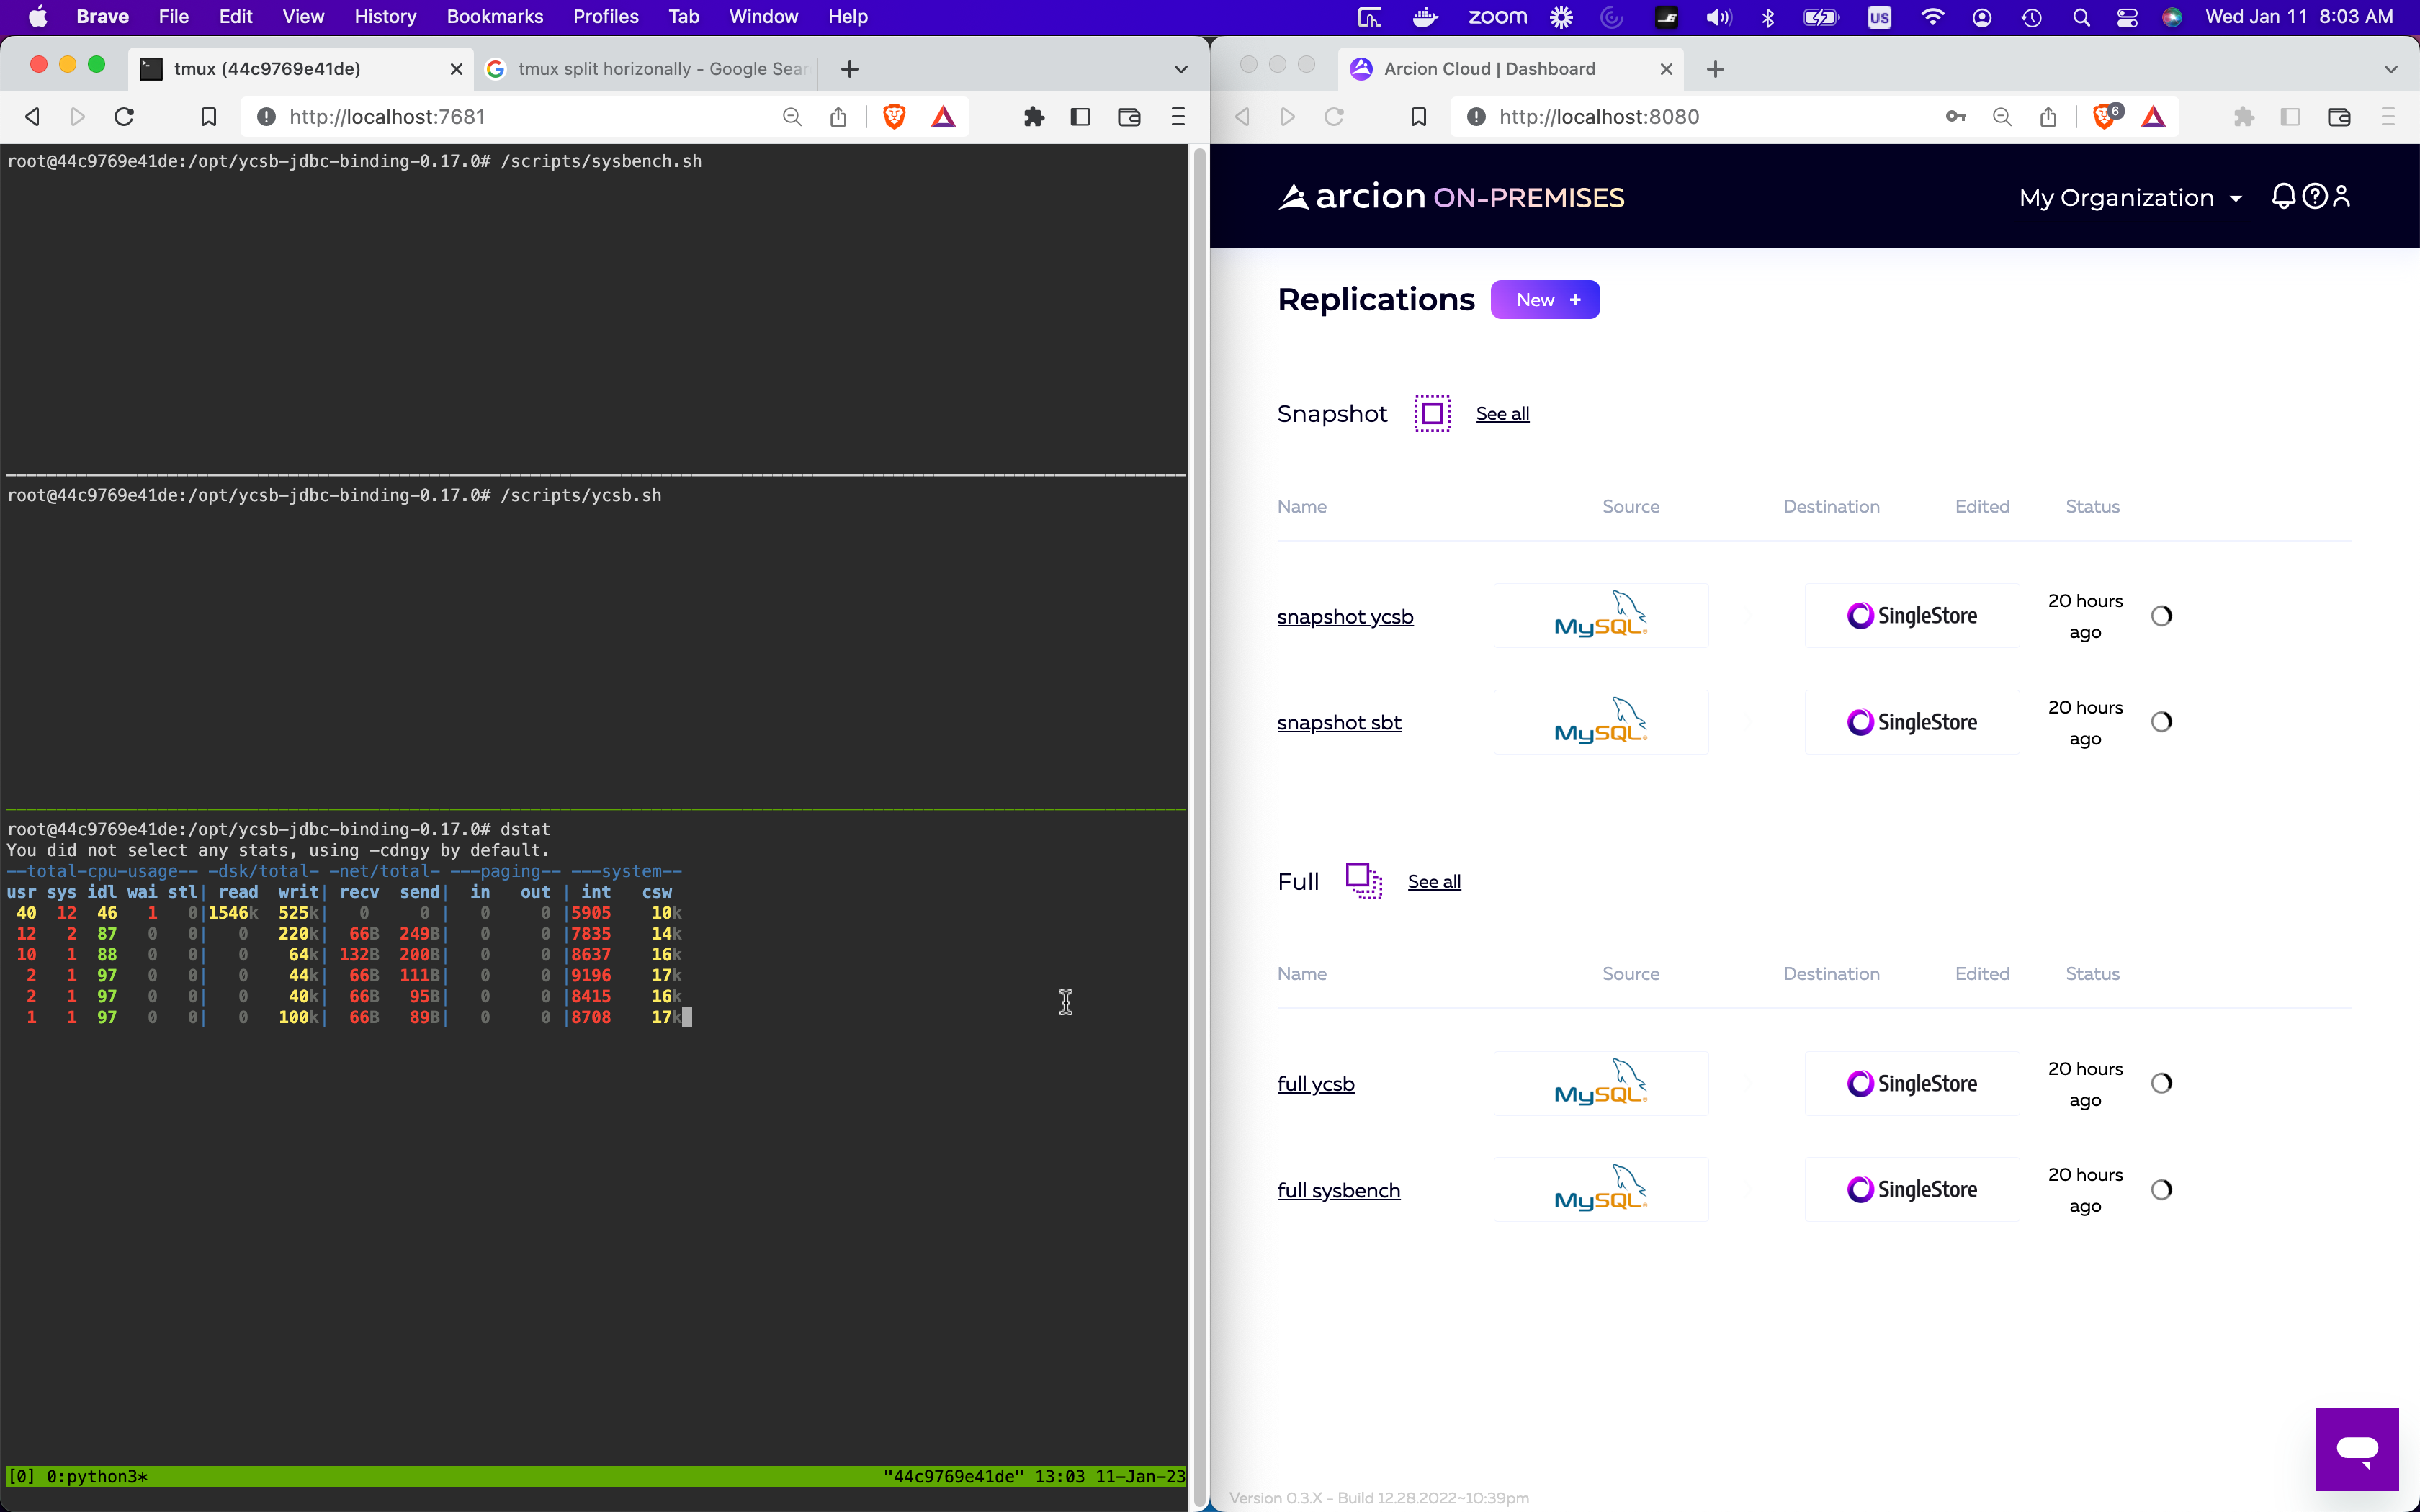 Brave File Edit View History Bookmarks Profiles Tab Window Help
zoom US Wed Jan 11 8:03 AM
tmux (44c9769e41de)
tmux split horizonally - Google Sear
http://localhost:7681
root@44c9769e41de:/opt/ycsb-jdbc-binding-0.17.0# /scripts/sysbench.sh
root@44c9769e41de:/opt/ycsb-jdbc-binding-0.17.0# /scripts/ycsb.sh
root@44c9769e41de:/opt/ycsb-jdbc-binding-0.17.0# dstat
You did not select any stats, using -cdngy by default.
--total-cpu-usage-- -dsk/total- -net/total- ---paging-- ---system--
usr sys idl wai stl| read  writ| recv  send|  in   out | int   csw
 40  12  46   1   0|1546k  525k|   0     0 |   0     0 |5905    10k
 12   2  87   0   0|   0   220k|  66B  249B|   0     0 |7835    14k
 10   1  88   0   0|   0    64k| 132B  200B|   0     0 |8637    16k
  2   1  97   0   0|   0    44k|  66B  111B|   0     0 |9196    17k
  2   1  97   0   0|   0    40k|  66B   95B|   0     0 |8415    16k
  1   1  97   0   0|   0   100k|  66B   89B|   0     0 |8708    17k
[0] 0:python3* "44c9769e41de" 13:03 11-Jan-23
Arcion Cloud | Dashboard
http://localhost:8080
6
arcion ON-PREMISES
My Organization
Replications New +
Snapshot See all
Name Source Destination Edited Status
snapshot ycsb MySQL SingleStore 20 hours ago
snapshot sbt MySQL SingleStore 20 hours ago
Full See all
Name Source Destination Edited Status
full ycsb MySQL SingleStore 20 hours ago
full sysbench MySQL SingleStore 20 hours ago
Version 0.3.X - Build 12.28.2022~10:39pm